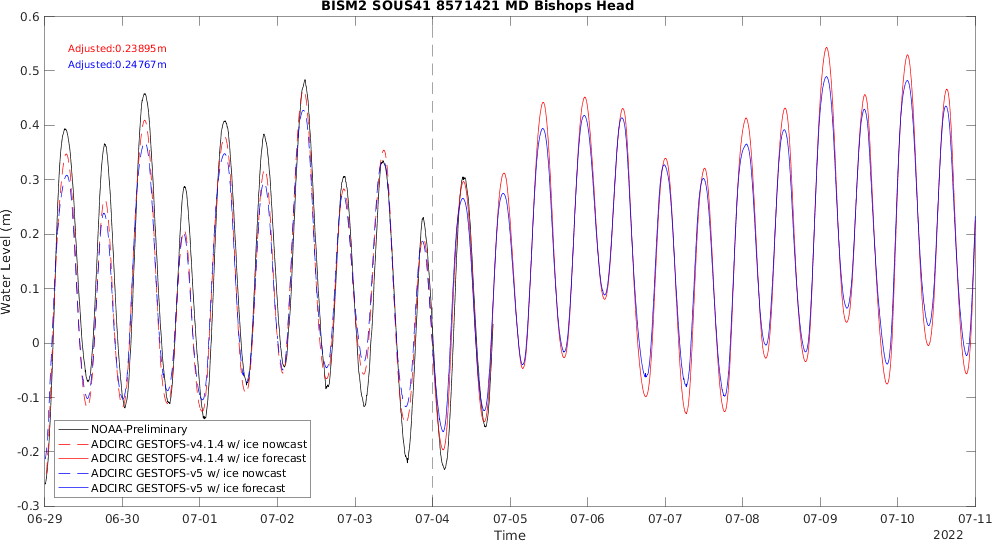 BISM2 SOUS41 8571421 MD Bishops Head
Adjusted:0.23895m
Adjusted:0.24767m
0.6
0.5
0.4
0.3
0.2
0.1
0
-0.1
-0.2
-0.3
Water Level (m)
NOAA-Preliminary
ADCIRC GESTOFS-v4.1.4 w/ ice nowcast
ADCIRC GESTOFS-v4.1.4 w/ ice forecast
ADCIRC GESTOFS-v5 w/ ice nowcast
ADCIRC GESTOFS-v5 w/ ice forecast
06-29 06-30 07-01 07-02 07-03 07-04 07-05 07-06 07-07 07-08 07-09 07-10 07-11
Time
2022